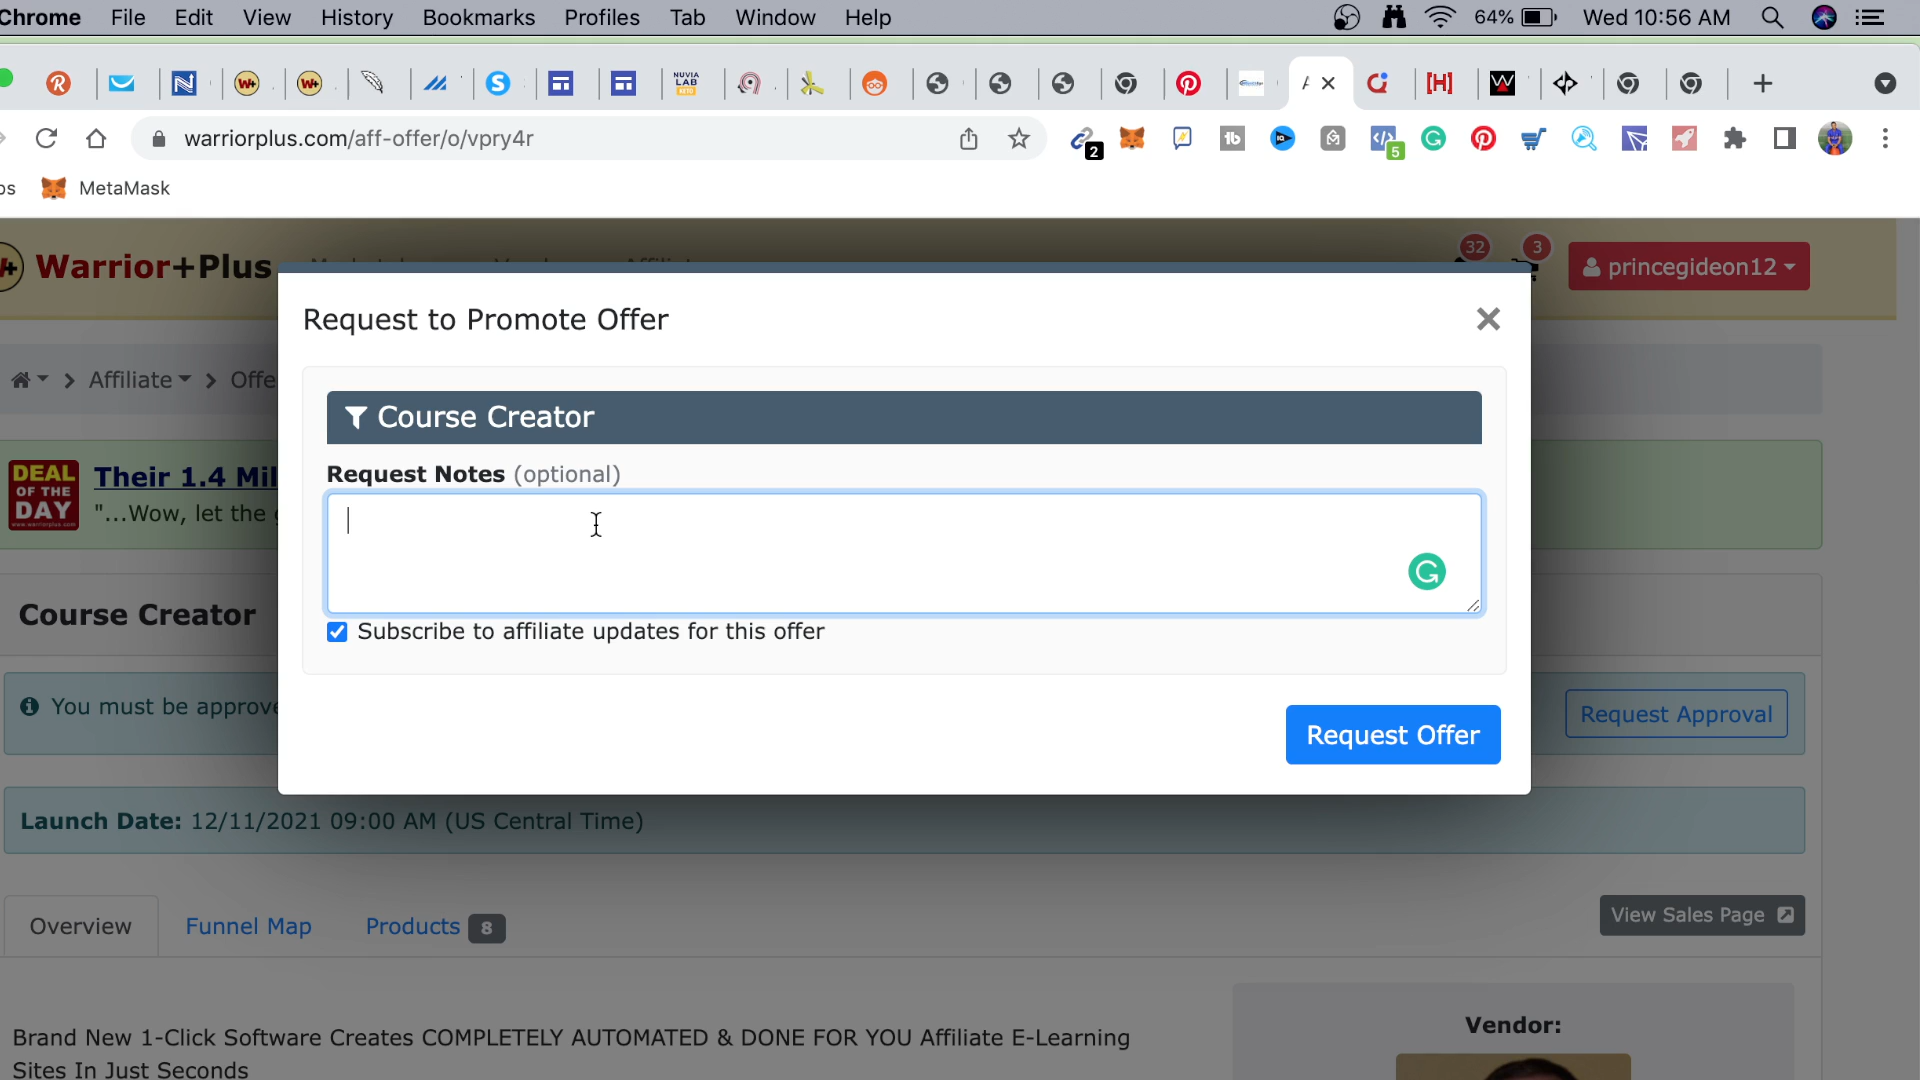 Chrome File Edit View History Bookmarks Profiles Tab Window Help 64% Wed 10:56 AM
NUVIA LAB KETO
warriorplus.com/aff-offer/o/vpry4r
2
5
MetaMask
Warrior+Plus
32
3
princegideon12
Request to Promote Offer
Affiliate
Course Creator
Request Notes (optional)
DEAL OF THE DAY
Their 1.4 Mil
"...Wow, let the
Subscribe to affiliate updates for this offer
Course Creator
You must be approve
Request Approval
Request Offer
Launch Date: 12/11/2021 09:00 AM (US Central Time)
Overview Funnel Map Products 8
View Sales Page
Vendor:
Brand New 1-Click Software Creates COMPLETELY AUTOMATED & DONE FOR YOU Affiliate E-Learning
Sites In Just Seconds